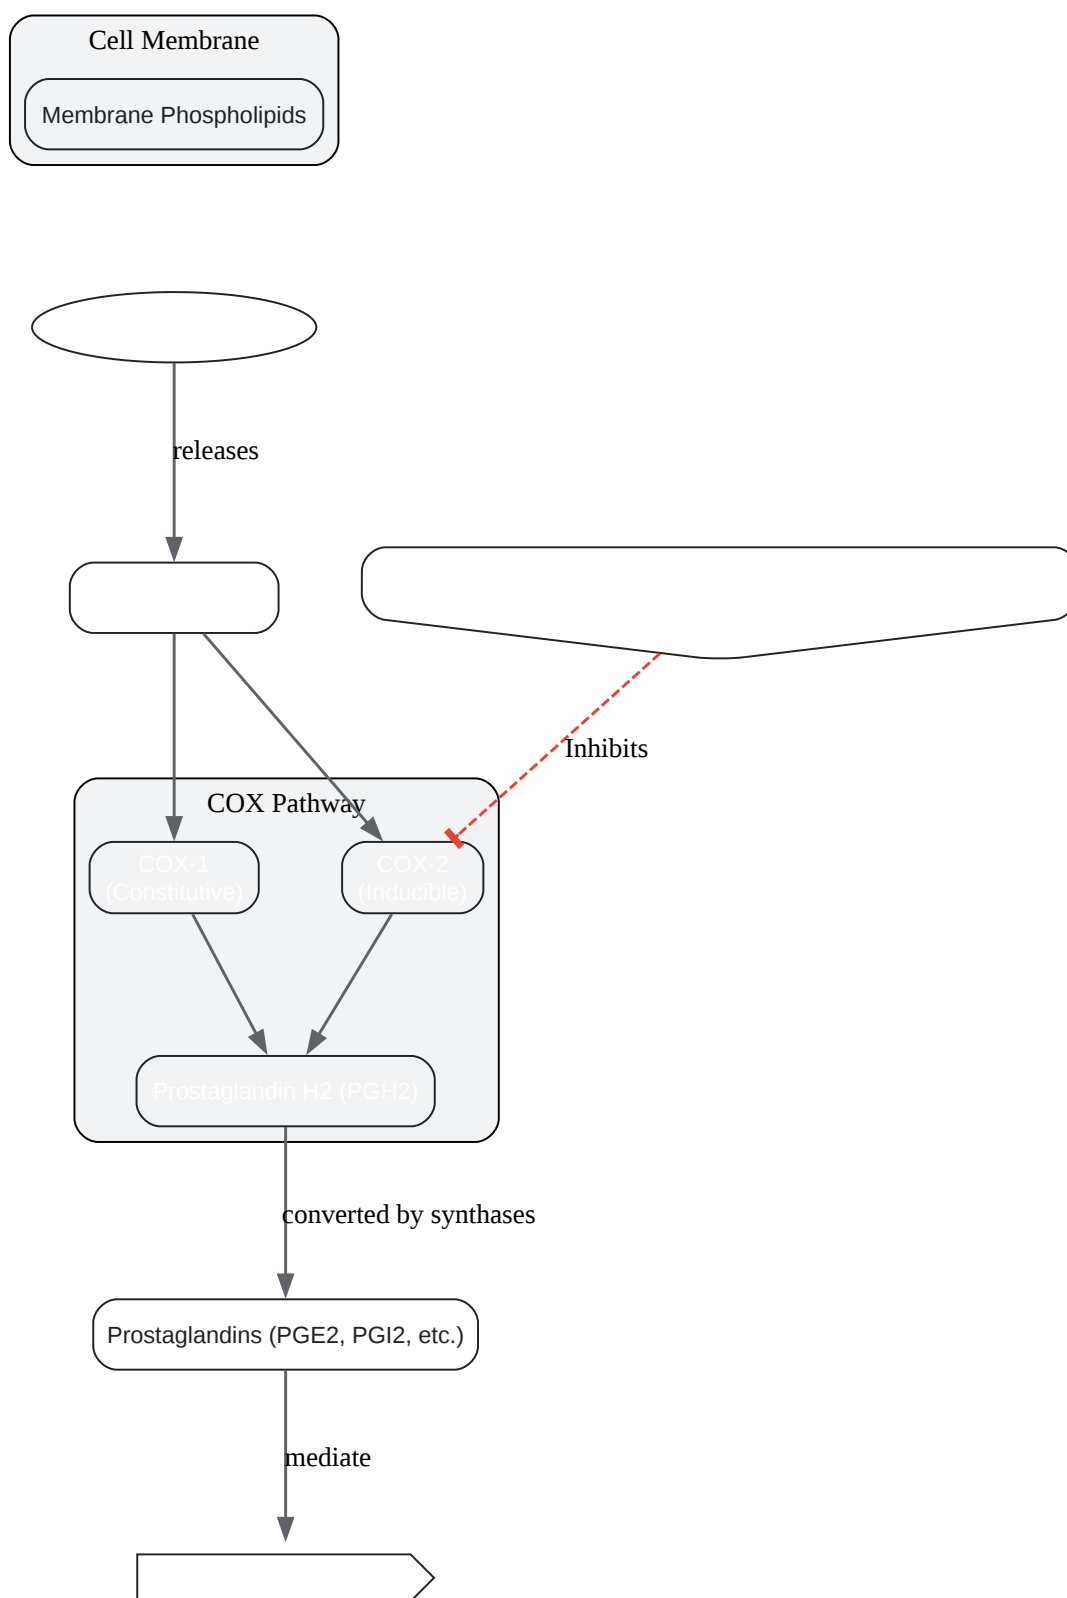 Cell Membrane
Membrane Phospholipids
releases
Inhibits
COX Pathway
COX-1
(Constitutive)
COX-2
(Inducible)
Prostaglandin H2 (PGH2)
converted by synthases
Prostaglandins (PGE2, PGI2, etc.)
mediate